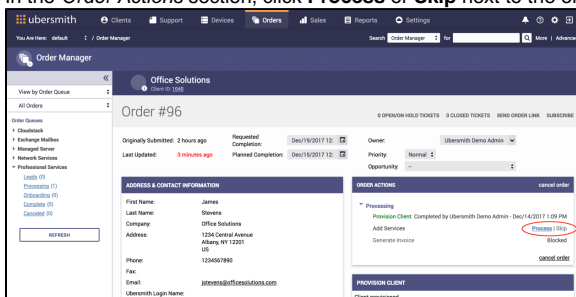 In the Order Actions section, click Process or Skip next to the or
ubersmith Clients Support Devices Orders Sales Reports Settings
You Are Here: default / Order Manager Search Order Manager for More | Advance
Order Manager
Office Solutions
Client ID: 1045
View by Order Queue
All Orders
Order #96
0 OPEN/ON HOLD TICKETS 0 CLOSED TICKETS SEND ORDER LINK SUBSCRIBE
Order Queues
Cloudstack
Exchange Mailbox
Managed Server
Network Services
Professional Services
Leads (0)
Processing (1)
Onboarding (0)
Complete (0)
Canceled (0)
REFRESH
Originally Submitted: 2 hours ago Requested Completion: Dec/19/2017 12: Owner: Ubersmith Demo Admin
Last Updated: 3 minutes ago Planned Completion: Dec/15/2017 12: Priority: Normal
Opportunity: --
ADDRESS & CONTACT INFORMATION
First Name: James
Last Name: Stevens
Company: Office Solutions
Address: 1234 Central Avenue
Albany, NY 12201
US
Phone: 1234567890
Fax:
Email: jstevens@officesolutions.com
Ubersmith Login Name:
ORDER ACTIONS cancel order
Processing
Provision Client Completed by Ubersmith Demo Admin - Dec/14/2017 1:09 PM
Add Services Process | Skip
Generate Invoice Blocked
cancel order
PROVISION CLIENT
Client provisioned